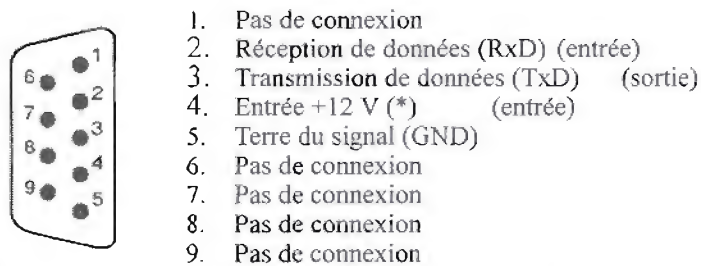 1
2
3
4
5
6
7
8
9
1. Pas de connexion
2. Réception de données (RxD) (entrée)
3. Transmission de données (TxD) (sortie)
4. Entrée +12 V (*) (entrée)
5. Terre du signal (GND)
6. Pas de connexion
7. Pas de connexion
8. Pas de connexion
9. Pas de connexion